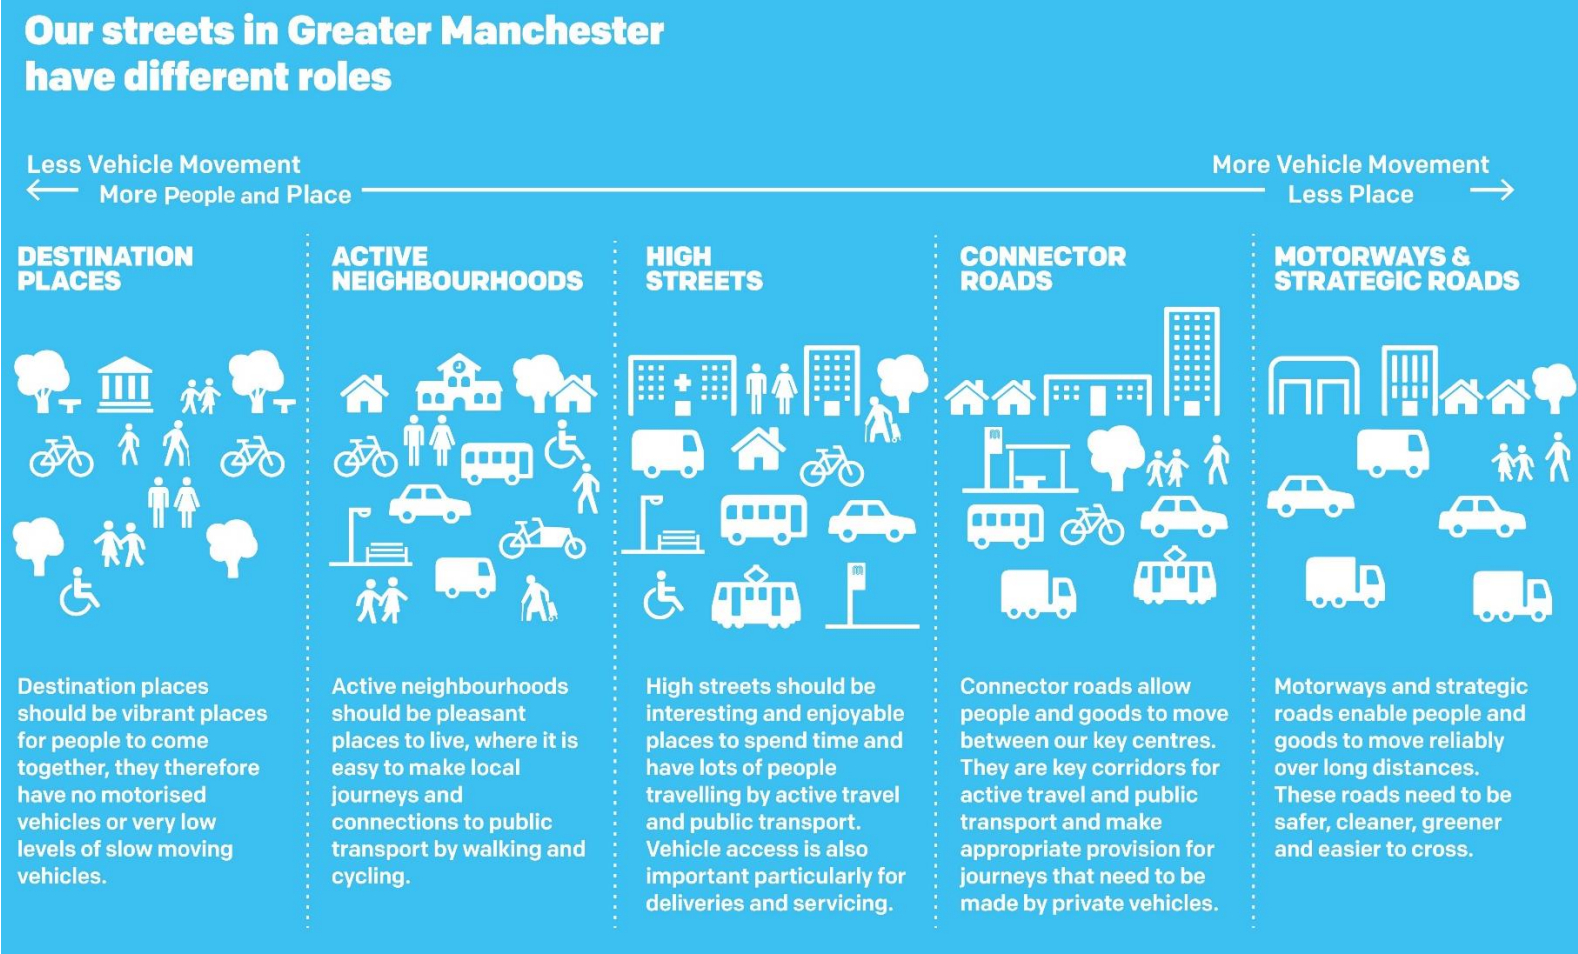 Our streets in Greater Manchester
have different roles
Less Vehicle Movement
More People and Place
More Vehicle Movement
Less Place
DESTINATION
PLACES
Destination places
should be vibrant places
for people to come
together, they therefore
have no motorised
vehicles or very low
levels of slow moving
vehicles.
ACTIVE
NEIGHBOURHOODS
Active neighbourhoods
should be pleasant
places to live, where it is
easy to make local
journeys and
connections to public
transport by walking and
cycling.
HIGH
STREETS
High streets should be
interesting and enjoyable
places to spend time and
have lots of people
travelling by active travel
and public transport.
Vehicle access is also
important particularly for
deliveries and servicing.
CONNECTOR
ROADS
Connector roads allow
people and goods to move
between our key centres.
They are key corridors for
active travel and public
transport and make
appropriate provision for
journeys that need to be
made by private vehicles.
MOTORWAYS &
STRATEGIC ROADS
Motorways and strategic
roads enable people and
goods to move reliably
over long distances.
These roads need to be
safer, cleaner, greener
and easier to cross.